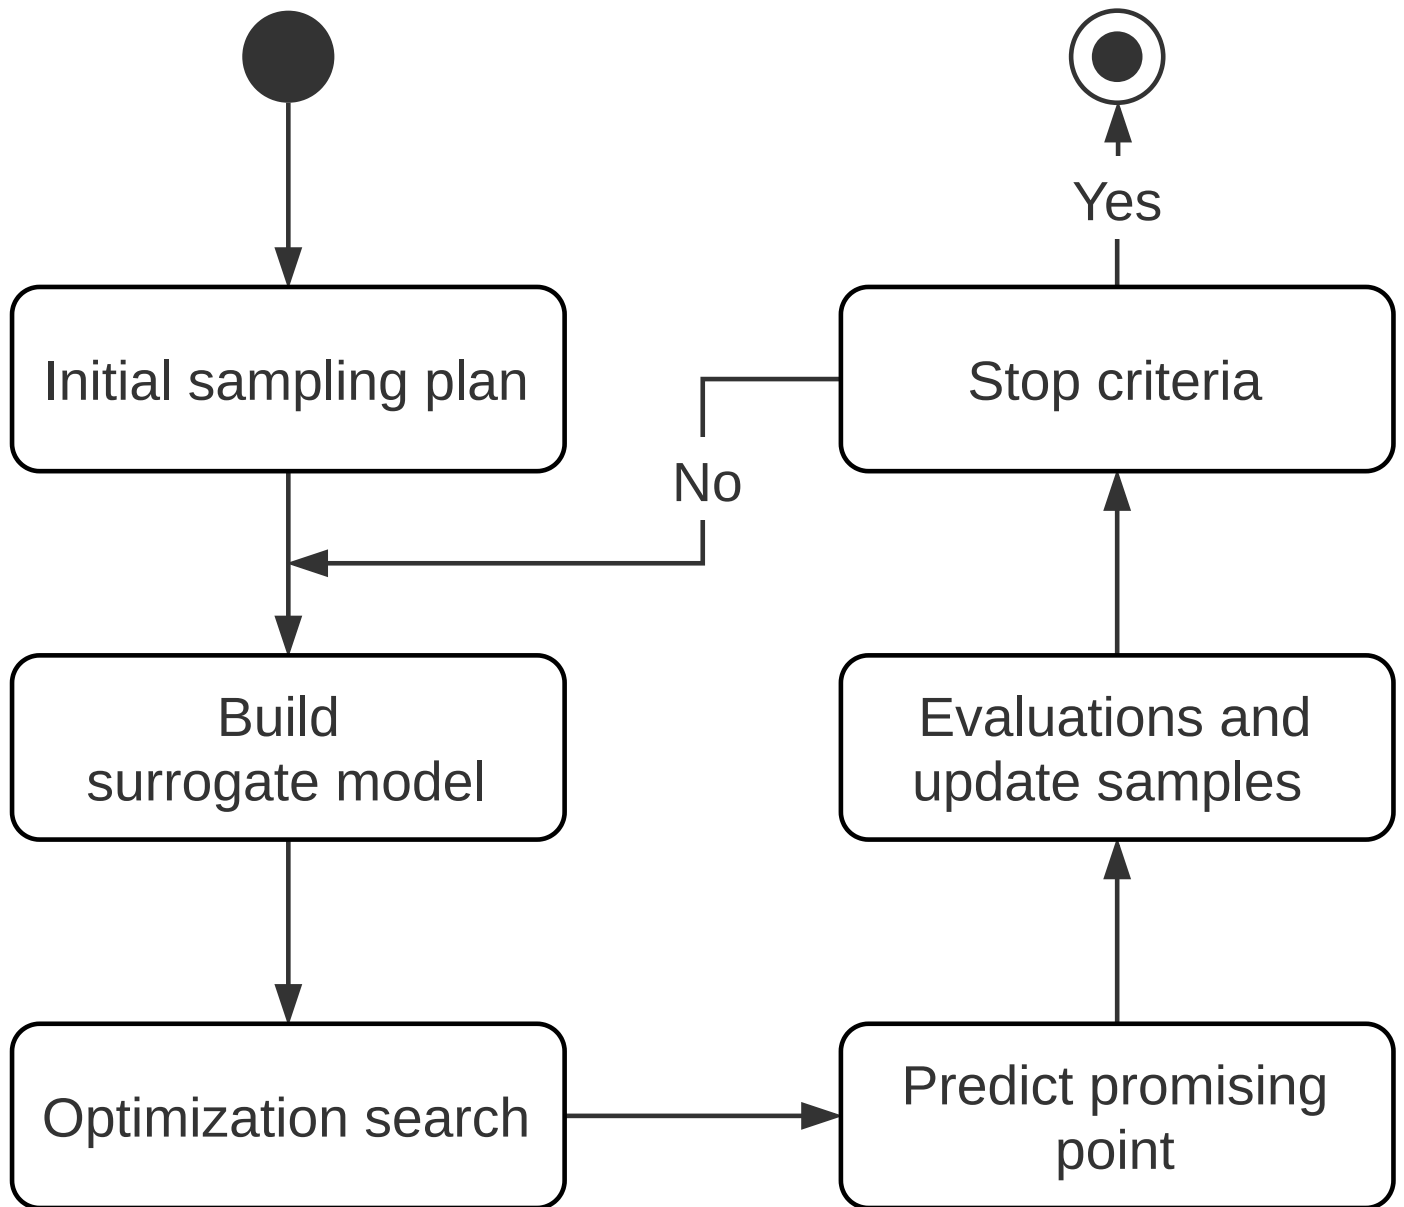 Initial sampling plan
Build
surrogate model
Optimization search
Predict promising
point
Evaluations and
update samples
Stop criteria
Yes
No